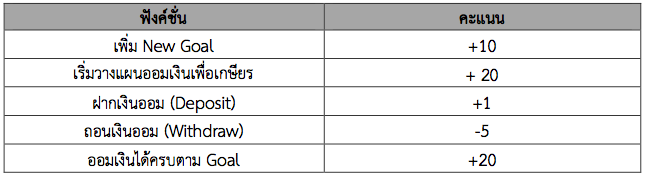 ฟังค์ชั่น คะแนน
เพิ่ม New Goal +10
เริ่มวางแผนออมเงินเพื่อเกษียร + 20
ฝากเงินออม (Deposit) +1
ถอนเงินออม (Withdraw) -5
ออมเงินได้ครบตาม Goal +20